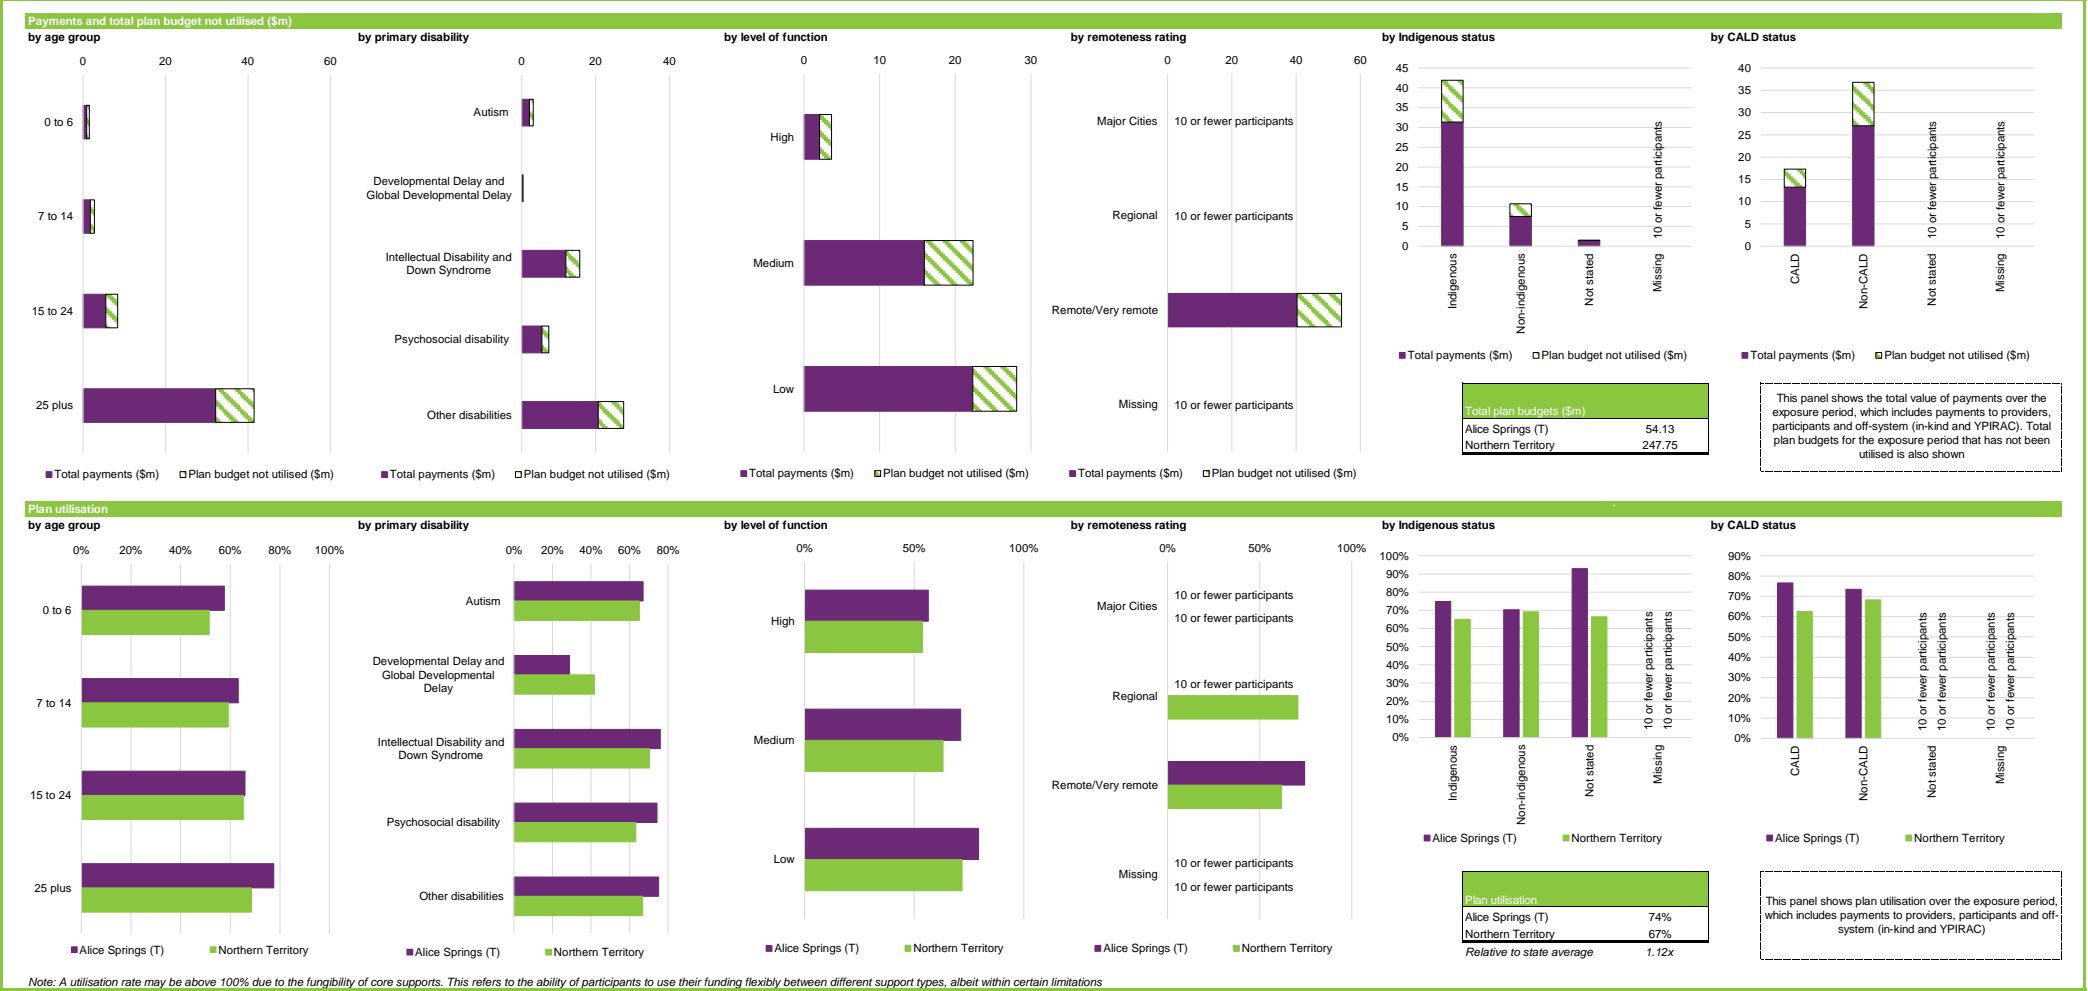 Payments and total plan budget not utilised ($m)
by age group
0 20 40 60
0 to 6
7 to 14
15 to 24
25 plus
Total payments ($m) Plan budget not utilised ($m)
by primary disability
0 20 40
Autism
Developmental Delay and
Global Developmental Delay
Intellectual Disability and
Down Syndrome
Psychosocial disability
Other disabilities
Total payments ($m) Plan budget not utilised ($m)
by level of function
0 10 20 30
High
Medium
Low
Total payments ($m) Plan budget not utilised ($m)
by remoteness rating
0 20 40 60
Major Cities 10 or fewer participants
Regional 10 or fewer participants
Remote/Very remote
Missing 10 or fewer participants
Total payments ($m) Plan budget not utilised ($m)
by Indigenous status
45
40
35
30
25
20
15
10
5
0
10 or fewer participants
Indigenous
Non-indigenous
Not stated
Missing
Total payments ($m) Plan budget not utilised ($m)
Total plan budgets ($m)
Alice Springs (T) 54.13
Northern Territory 247.75
by CALD status
40
35
30
25
20
15
10
5
0
10 or fewer participants
10 or fewer participants
CALD
Non-CALD
Not stated
Missing
Total payments ($m) Plan budget not utilised ($m)
This panel shows the total value of payments over the
exposure period, which includes payments to providers,
participants and off-system (in-kind and YPIRAC). Total
plan budgets for the exposure period that has not been
utilised is also shown
Plan utilisation
by age group
0% 20% 40% 60% 80% 100%
0 to 6
7 to 14
15 to 24
25 plus
Alice Springs (T) Northern Territory
by primary disability
0% 20% 40% 60% 80%
Autism
Developmental Delay and
Global Developmental
Delay
Intellectual Disability and
Down Syndrome
Psychosocial disability
Other disabilities
Alice Springs (T) Northern Territory
by level of function
0% 50% 100%
High
Medium
Low
Alice Springs (T) Northern Territory
by remoteness rating
0% 50% 100%
10 or fewer participants
Major Cities
10 or fewer participants
10 or fewer participants
Regional
Remote/Very remote
10 or fewer participants
Missing
10 or fewer participants
Alice Springs (T) Northern Territory
by Indigenous status
100%
90%
80%
70%
60%
50%
40%
30%
20%
10%
0%
10 or fewer participants
10 or fewer participants
Indigenous
Non-indigenous
Not stated
Missing
Alice Springs (T) Northern Territory
Plan utilisation
Alice Springs (T) 74%
Northern Territory 67%
Relative to state average 1.12x
by CALD status
90%
80%
70%
60%
50%
40%
30%
20%
10%
0%
10 or fewer participants
10 or fewer participants
10 or fewer participants
10 or fewer participants
CALD
Non-CALD
Not stated
Missing
Alice Springs (T) Northern Territory
This panel shows plan utilisation over the exposure period,
which includes payments to providers, participants and off-
system (in-kind and YPIRAC)
Note: A utilisation rate may be above 100% due to the fungibility of core supports. This refers to the ability of participants to use their funding flexibly between different support types, albeit within certain limitations